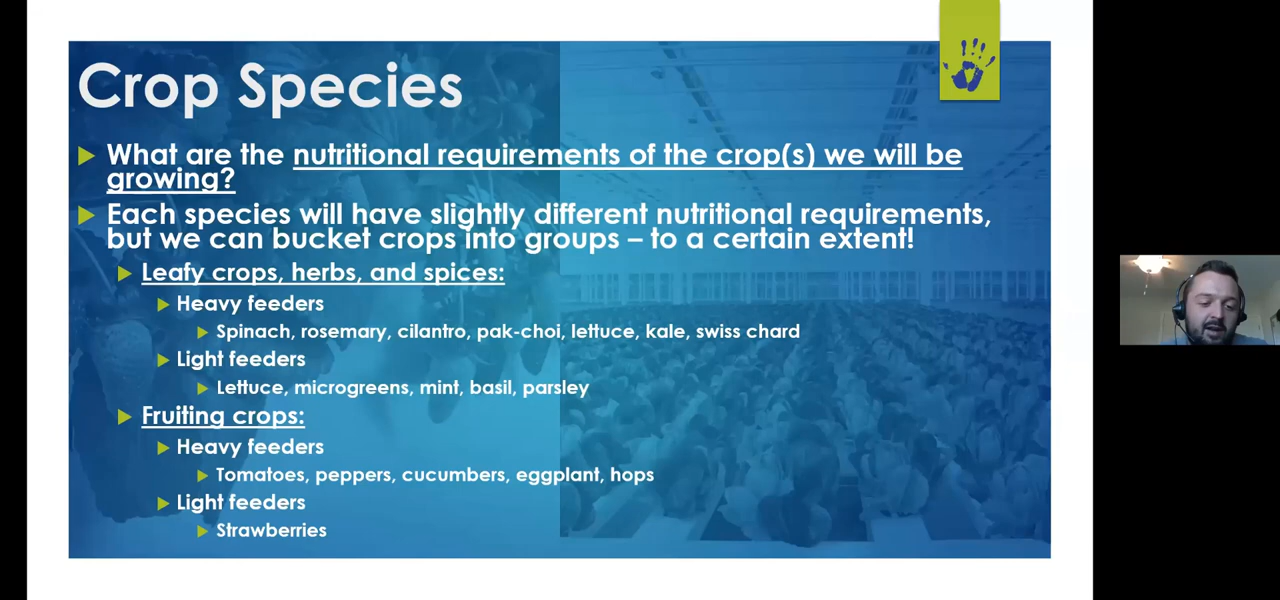 Crop Species
What are the nutritional requirements of the crop(s) we will be
growing?
Each species will have slightly different nutritional requirements,
but we can bucket crops into groups – to a certain extent!
Leafy crops, herbs, and spices:
Heavy feeders
Spinach, rosemary, cilantro, pak-choi, lettuce, kale, swiss chard
Light feeders
Lettuce, microgreens, mint, basil, parsley
Fruiting crops:
Heavy feeders
Tomatoes, peppers, cucumbers, eggplant, hops
Light feeders
Strawberries